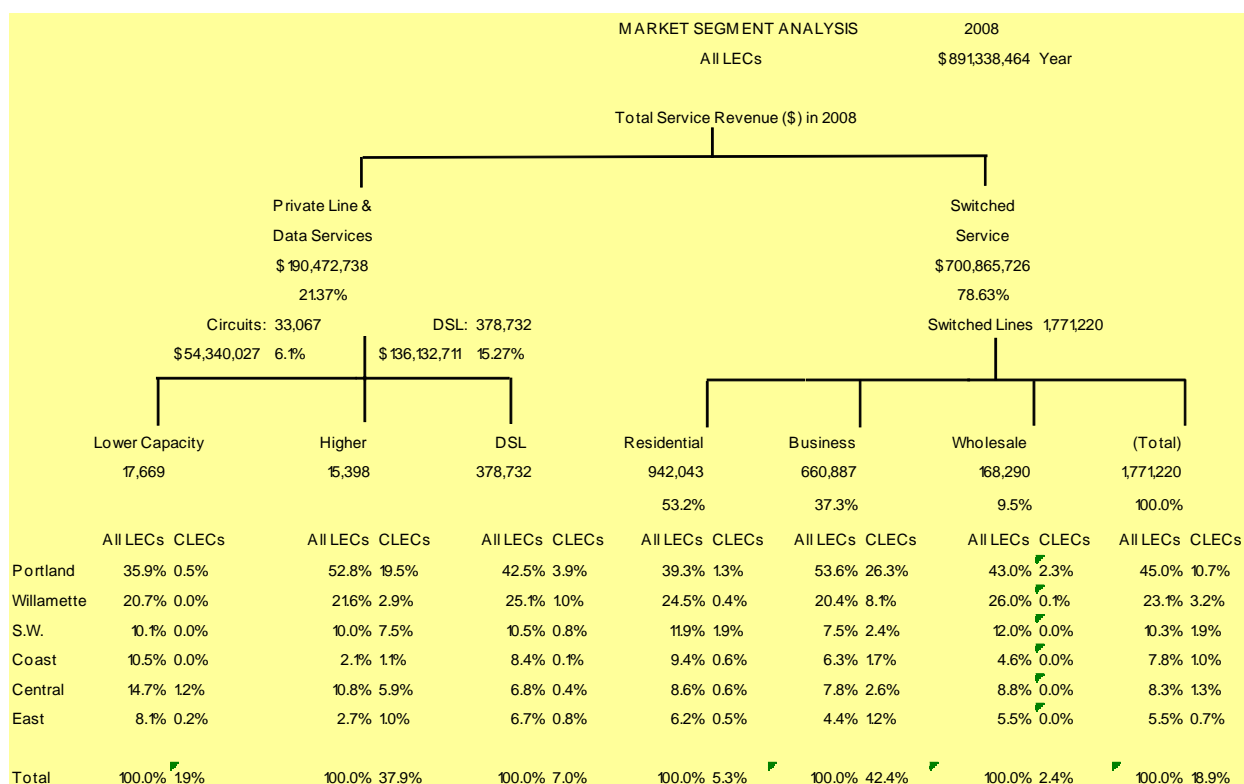 MARKET SEGMENT ANALYSIS 2008
All LECs $891,338,464 Year
Total Service Revenue ($) in 2008
Private Line & Switched
Data Services Service
$190,472,738 $700,865,726
21.37% 78.63%
Circuits: 33,067 DSL: 378,732 Switched Lines 1,771,220
$54,340,027 6.1% $136,132,711 15.27%
Lower Capacity Higher DSL Residential Business Wholesale (Total)
17,669 15,398 378,732 942,043 660,887 168,290 1,771,220
53.2% 37.3% 9.5% 100.0%
All LECs CLECs All LECs CLECs All LECs CLECs All LECs CLECs All LECs CLECs All LECs CLECs All LECs CLECs
Portland 35.9% 0.5% 52.8% 19.5% 42.5% 3.9% 39.3% 1.3% 53.6% 26.3% 43.0% 2.3% 45.0% 10.7%
Willamette 20.7% 0.0% 21.6% 2.9% 25.1% 1.0% 24.5% 0.4% 20.4% 8.1% 26.0% 0.1% 23.1% 3.2%
S.W. 10.1% 0.0% 10.0% 7.5% 10.5% 0.8% 11.9% 1.9% 7.5% 2.4% 12.0% 0.0% 10.3% 1.9%
Coast 10.5% 0.0% 2.1% 1.1% 8.4% 0.1% 9.4% 0.6% 6.3% 1.7% 4.6% 0.0% 7.8% 1.0%
Central 14.7% 1.2% 10.8% 5.9% 6.8% 0.4% 8.6% 0.6% 7.8% 2.6% 8.8% 0.0% 8.3% 1.3%
East 8.1% 0.2% 2.7% 1.0% 6.7% 0.8% 6.2% 0.5% 4.4% 1.2% 5.5% 0.0% 5.5% 0.7%
Total 100.0% 1.9% 100.0% 37.9% 100.0% 7.0% 100.0% 5.3% 100.0% 42.4% 100.0% 2.4% 100.0% 18.9%